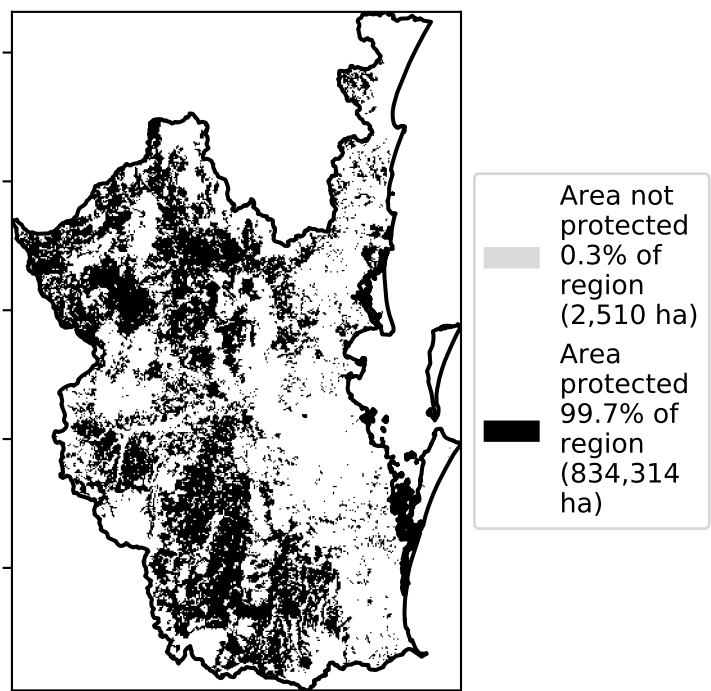 Area not
protected
0.3% of
region
(2,510 ha)
Area
protected
99.7% of
region
(834,314
ha)